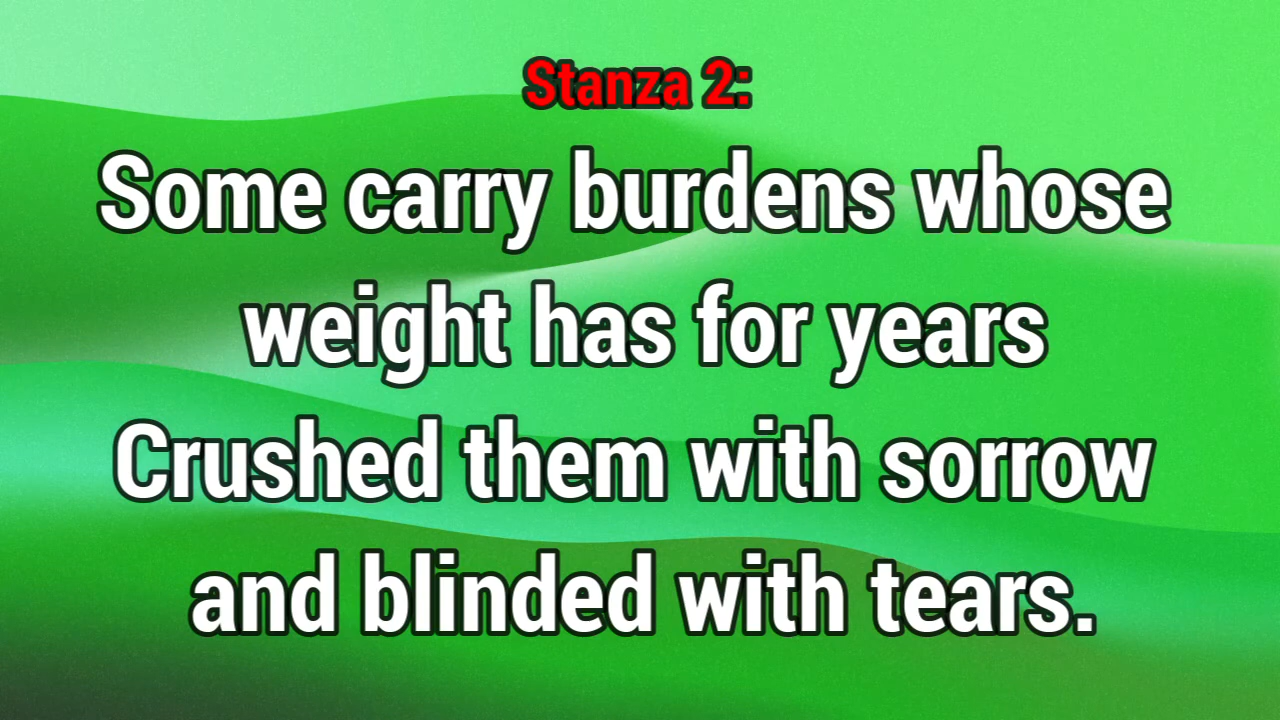 Stanza 2:
Some carry burdens whose
weight has for years
Crushed them with sorrow
and blinded with tears.